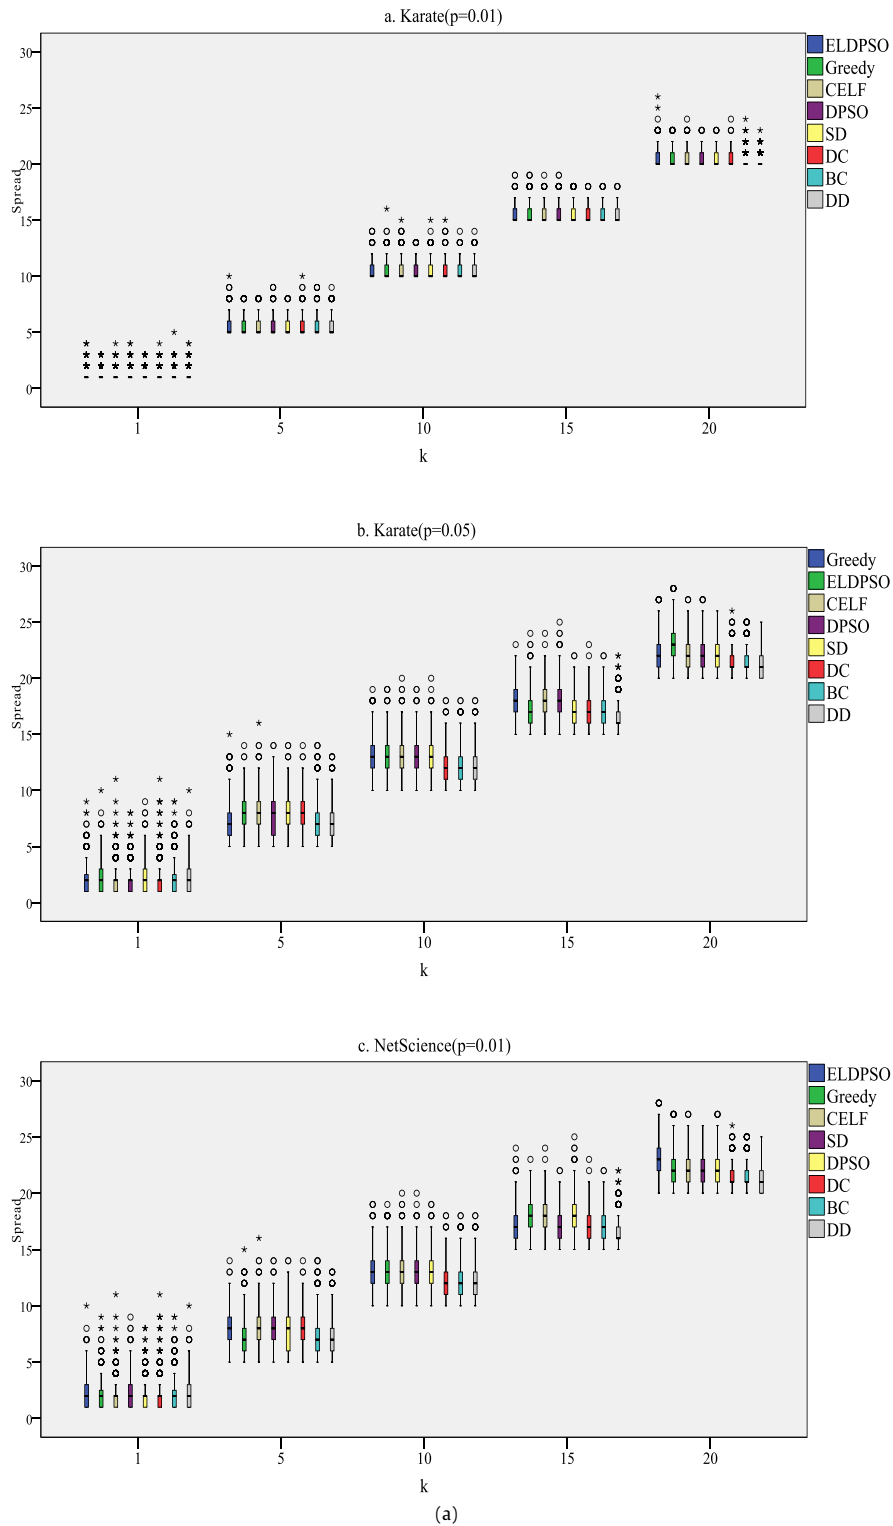 a. Karate(p=0.01)
30
25
20
15
10
5
0
Spread
1 5 10 15 20
k
ELDPSO
Greedy
CELF
DPSO
SD
DC
BC
DD
b. Karate(p=0.05)
30
25
20
15
10
5
0
Spread
1 5 10 15 20
k
Greedy
ELDPSO
CELF
DPSO
SD
DC
BC
DD
c. NetScience(p=0.01)
30
25
20
15
10
5
0
Spread
1 5 10 15 20
k
ELDPSO
Greedy
CELF
SD
DPSO
DC
BC
DD
(a)